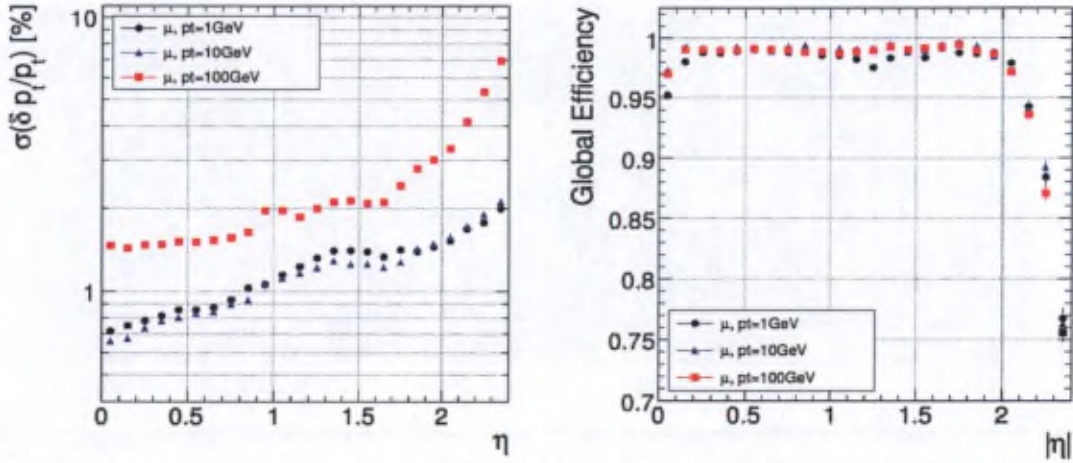 σ(δ pt/pt) [%]
10
1
μ, pt=1GeV
μ, pt=10GeV
μ, pt=100GeV
0 0.5 1 1.5 2
η
Global Efficiency
1
0.95
0.9
0.85
0.8
0.75
0.7
μ, pt=1GeV
μ, pt=10GeV
μ, pt=100GeV
0 0.5 1 1.5 2
|η|